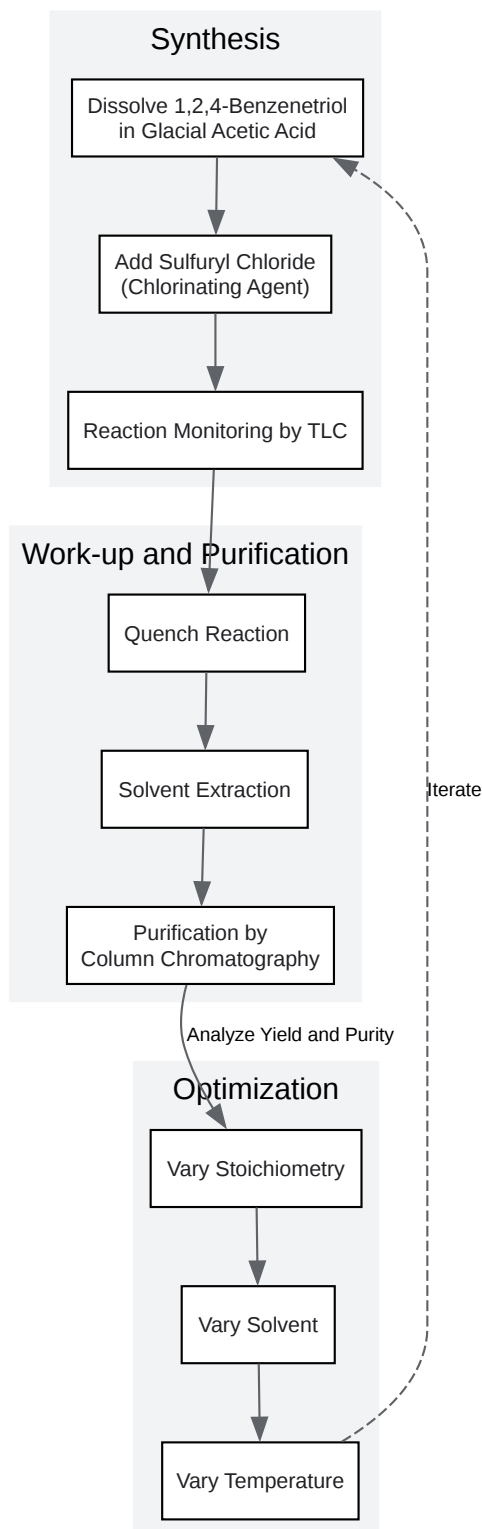 Synthesis
Dissolve 1,2,4-Benzenetriol
in Glacial Acetic Acid
Add Sulfuryl Chloride
(Chlorinating Agent)
Reaction Monitoring by TLC
Work-up and Purification
Quench Reaction
Solvent Extraction
Iterate
Purification by
Column Chromatography
Analyze Yield and Purity
Optimization
Vary Stoichiometry
Vary Solvent
Vary Temperature